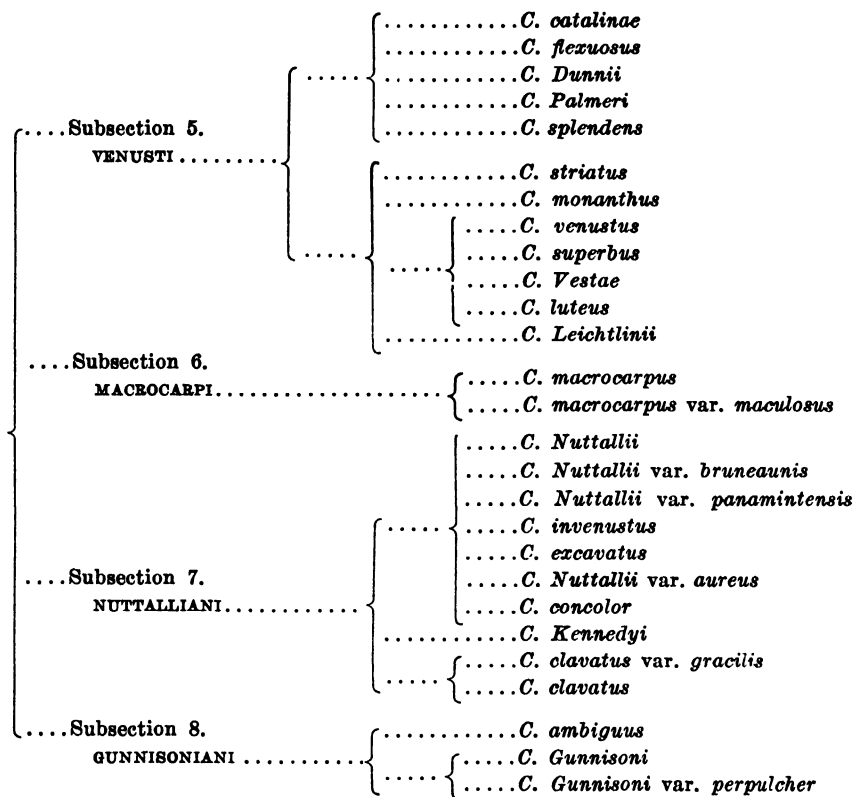 ............C. catalinae
............C. flexuosus
............C. Dunnii
............C. Palmeri
............C. splendens
....Subsection 5.
VENUSTI..........
............C. striatus
............C. monanthus
.....C. venustus
.....C. superbus
.....C. Vestae
.....C. luteus
............C. Leichtlinii
....Subsection 6.
MACROCARPI......................
.....C. macrocarpus
.....C. macrocarpus var. maculosus
.....C. Nuttallii
.....C. Nuttallii var. bruneaunis
.....C. Nuttallii var. panamintensis
.....C. invenustus
.....C. excavatus
.....C. Nuttallii var. aureus
.....C. concolor
....Subsection 7.
NUTTALLIANI.............
............C. Kennedyi
.....C. clavatus var. gracilis
.....C. clavatus
....Subsection 8.
GUNNISONIANI............
............C. ambiguus
.....C. Gunnisoni
.....C. Gunnisoni var. perpulcher